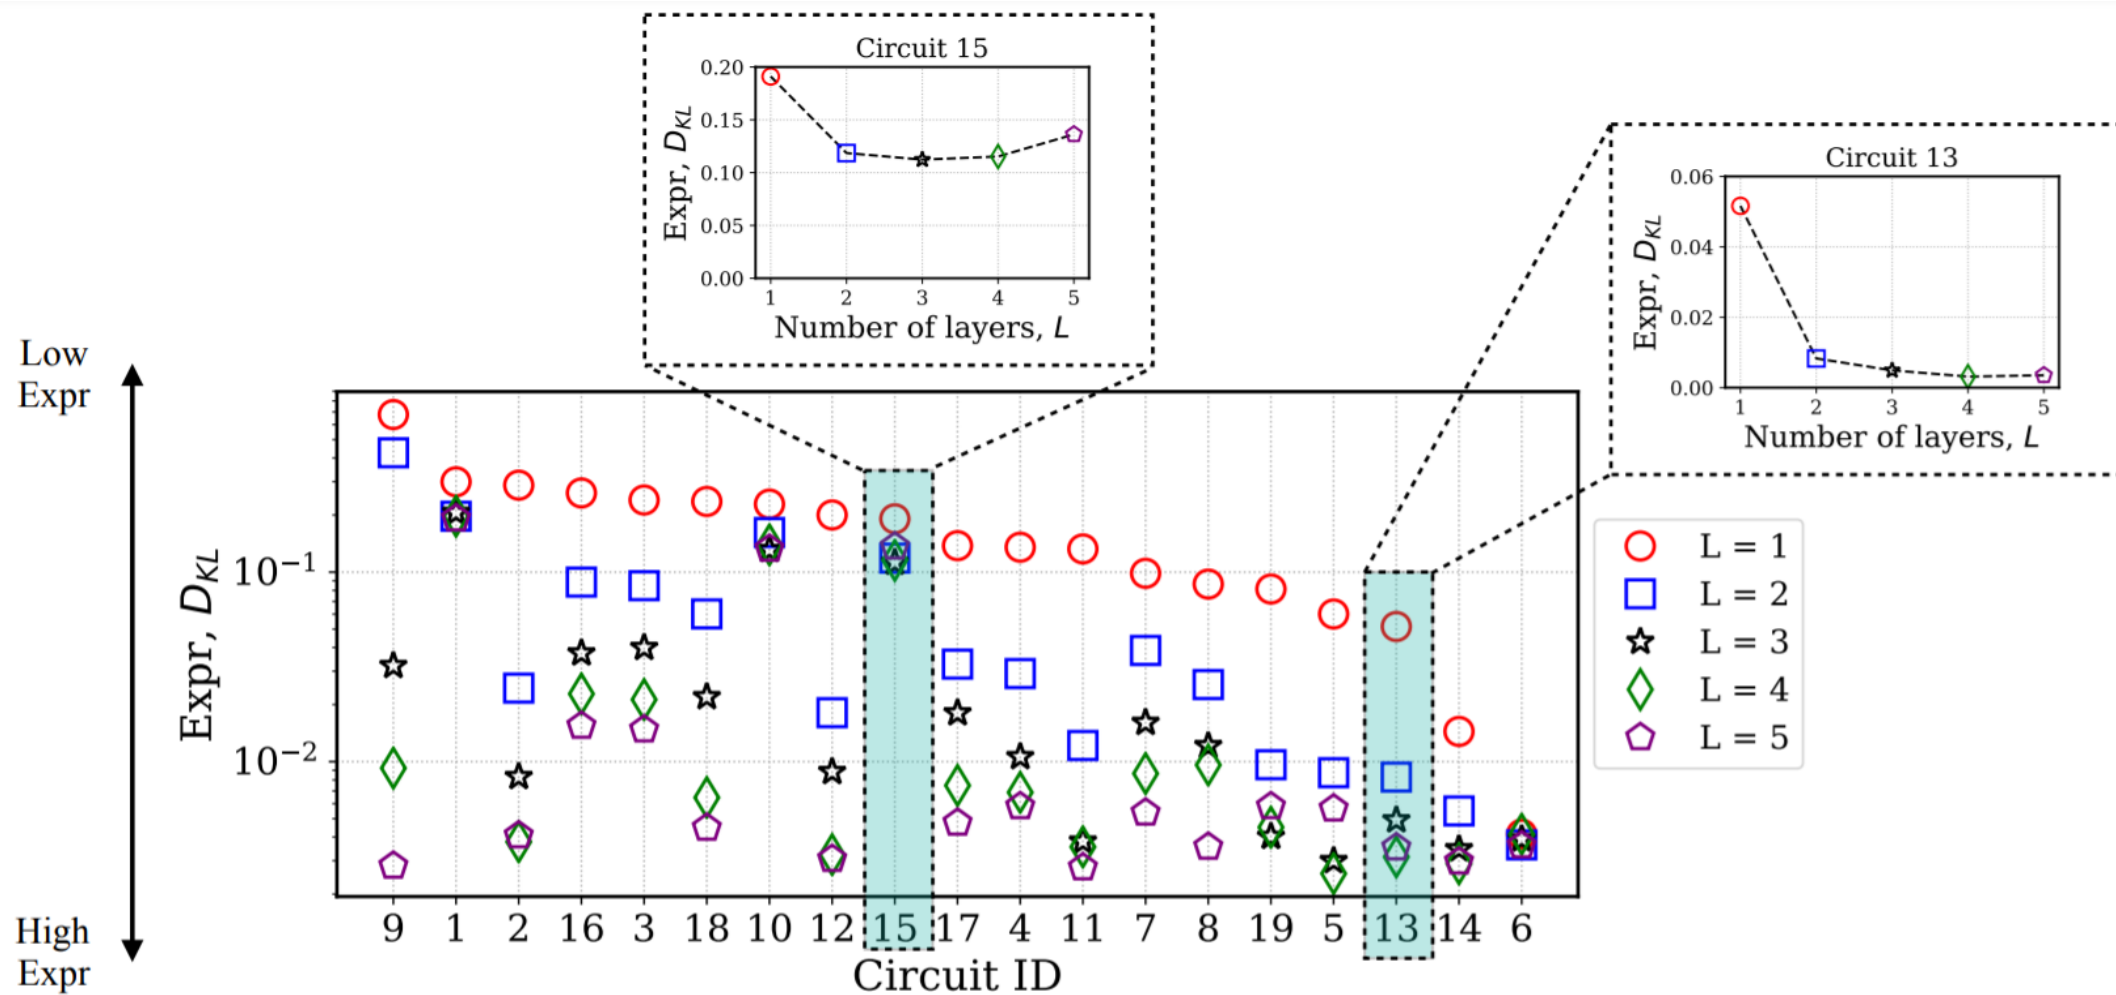 Circuit 15
0.20
0.15
0.10
0.05
0.00
Expr, D_KL
1 2 3 4 5
Number of layers, L
Circuit 13
0.06
0.04
0.02
0.00
Expr, D_KL
1 2 3 4 5
Number of layers, L
Low
Expr
High
Expr
Expr, D_KL
10⁻¹
10⁻²
9 1 2 16 3 18 10 12 15 17 4 11 7 8 19 5 13 14 6
Circuit ID
L = 1
L = 2
L = 3
L = 4
L = 5